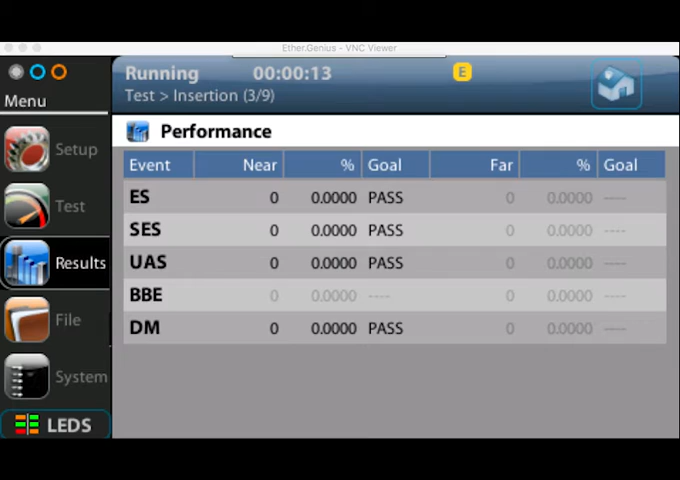 Ether.Genius - VNC Viewer
Running 00:00:13 E
Menu
Test > Insertion (3/9)
Performance
Setup
Event Near % Goal Far % Goal
ES 0 0.0000 PASS 0 0.0000 ----
Test
SES 0 0.0000 PASS 0 0.0000 ----
Results
UAS 0 0.0000 PASS 0 0.0000 ----
BBE 0 0.0000 ---- 0 0.0000 ----
File
DM 0 0.0000 PASS 0 0.0000 ----
System
LEDS